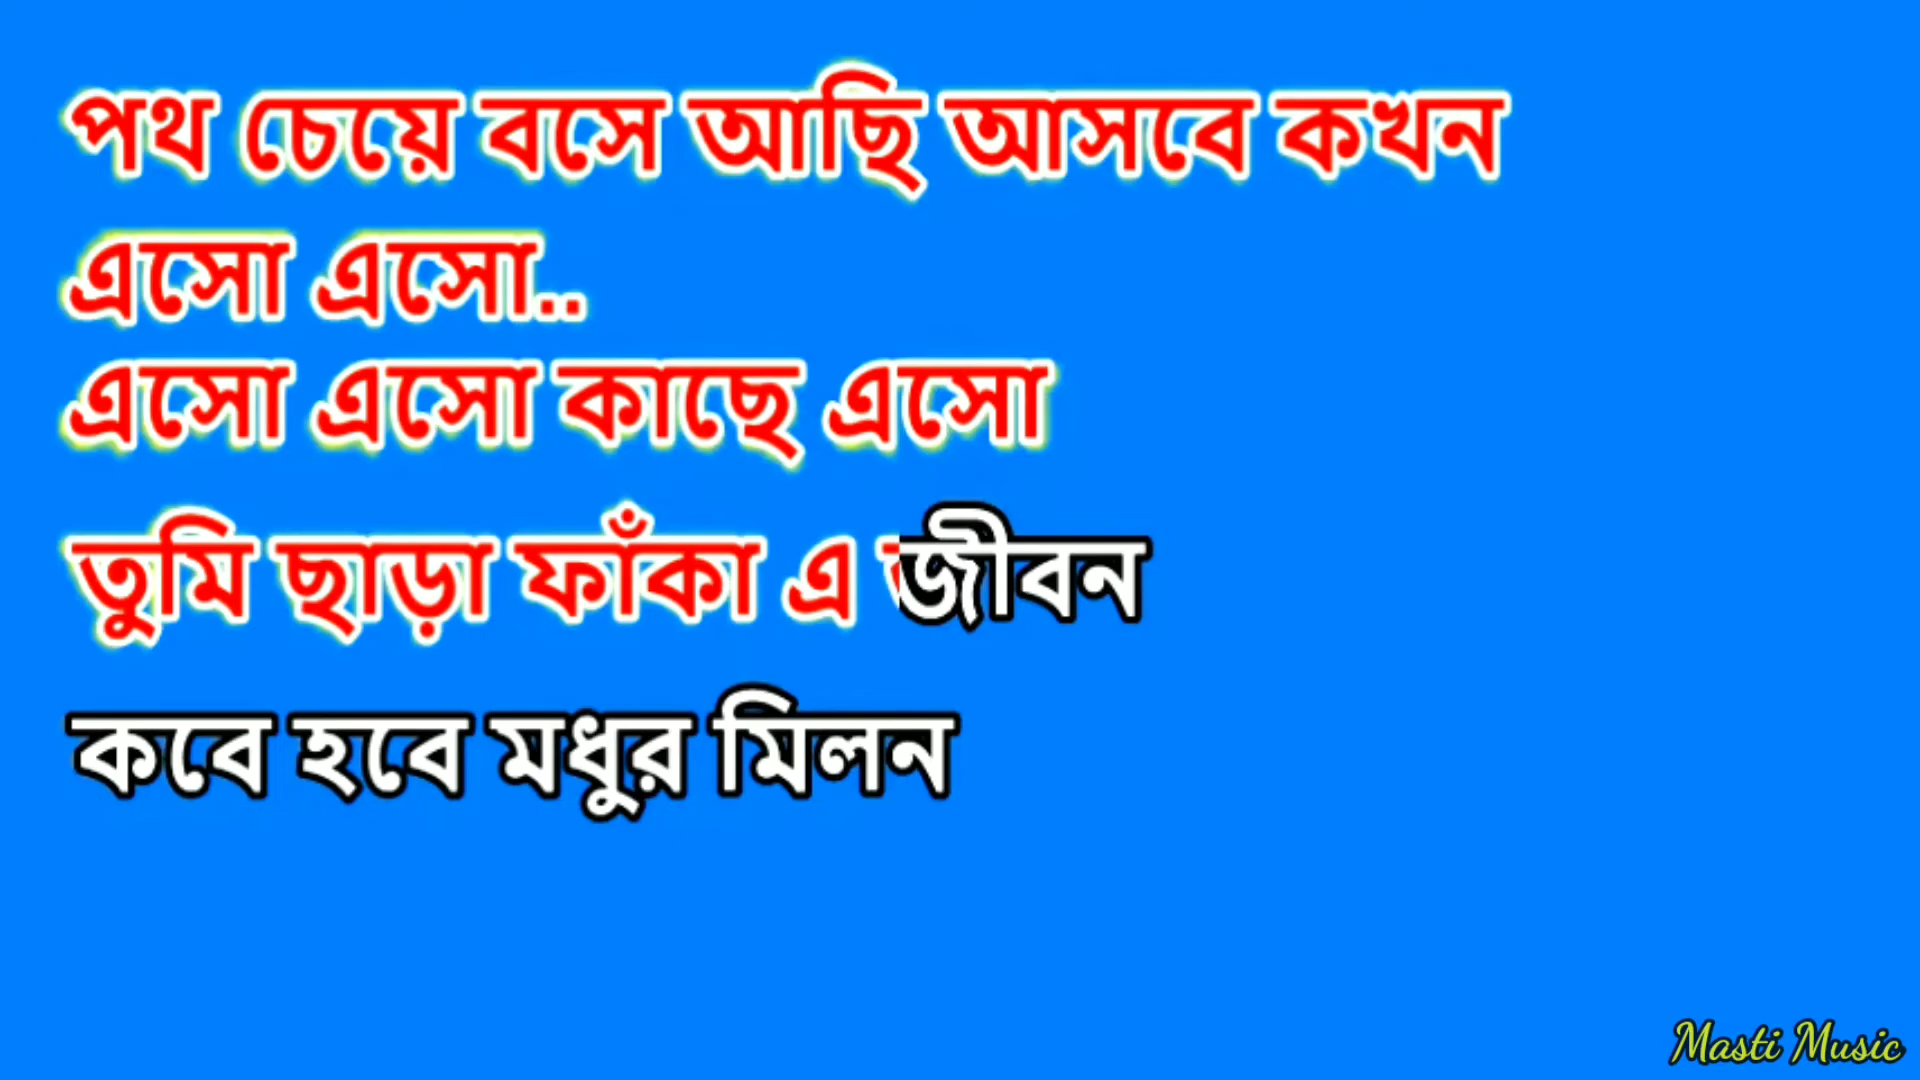 পথ চেয়ে বসে আছি আসবে কখন
এসো এসো..
এসো এসো কাছে এসো
তুমি ছাড়া ফাঁকা এ জীবন
কবে হবে মধুর মিলন
Masti Music